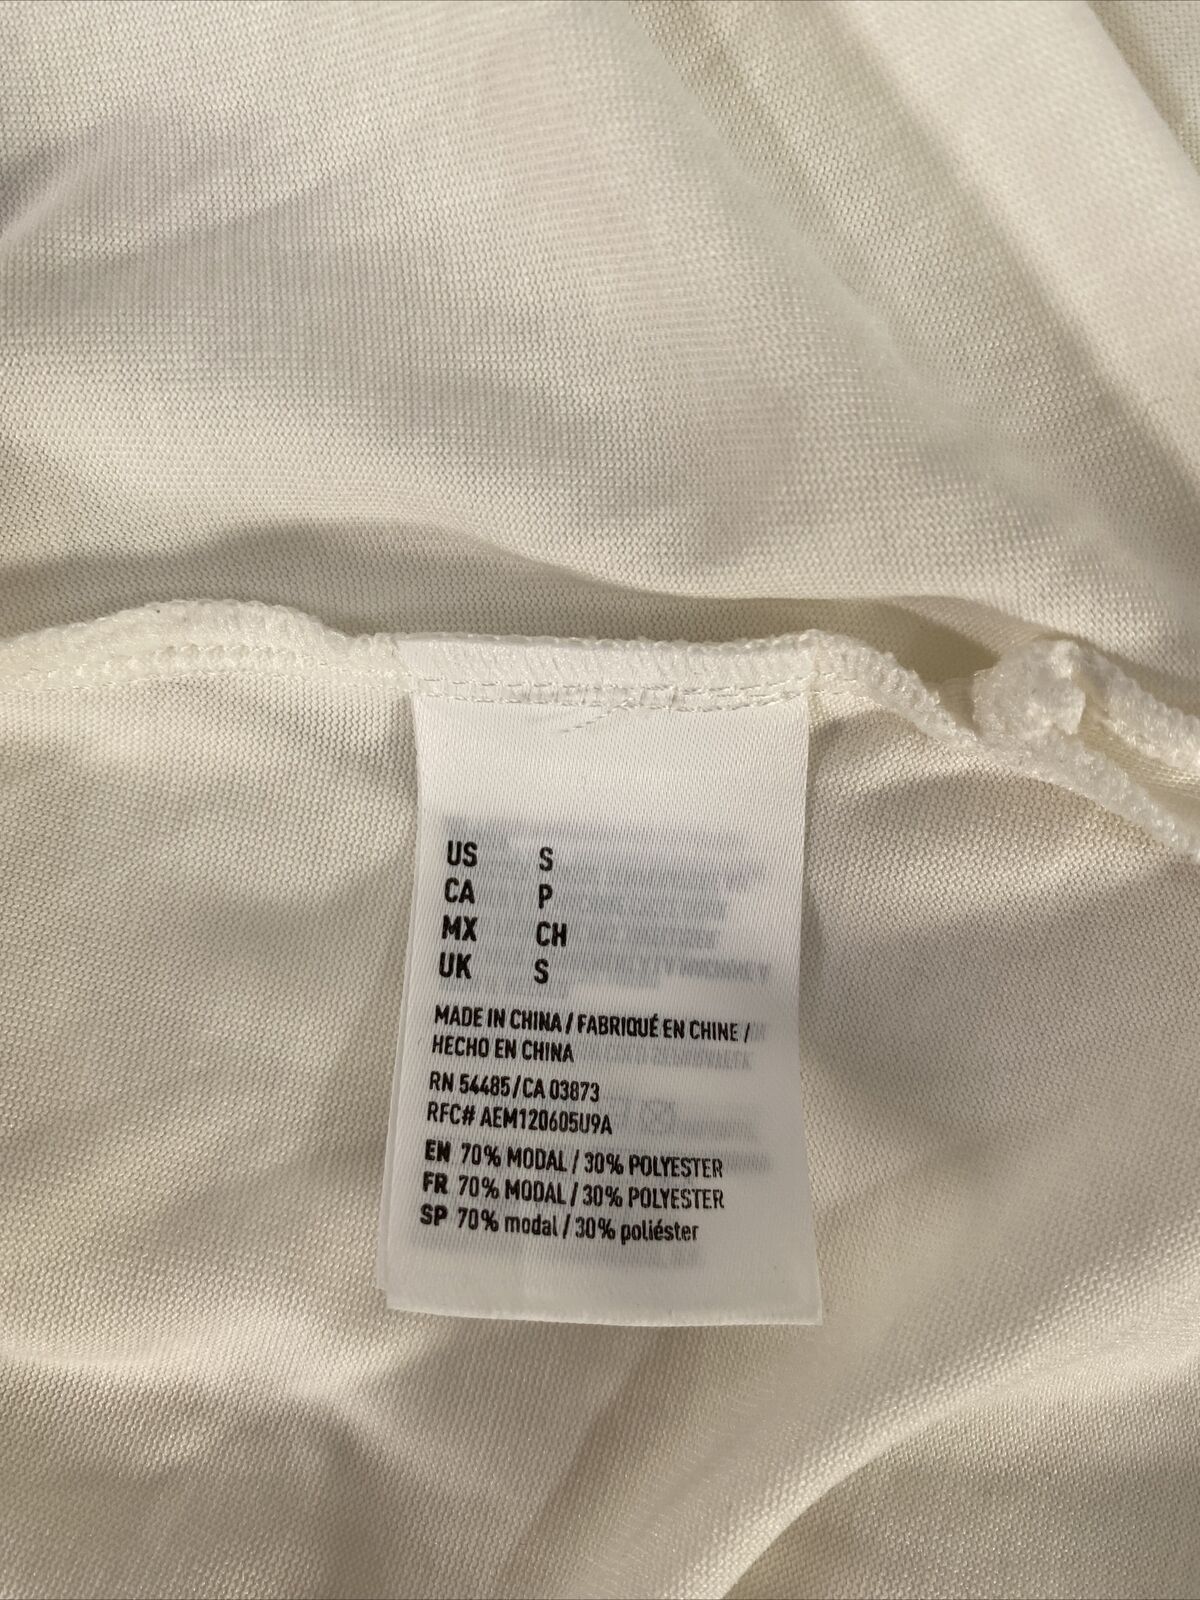 US S
CA P
MX CH
UK S
MADE IN CHINA / FABRIQUÉ EN CHINE /
HECHO EN CHINA
RN 54485/CA 03873
RFC# AEM120605U9A
EN 70% MODAL / 30% POLYESTER
FR 70% MODAL / 30% POLYESTER
SP 70% modal / 30% poliéster